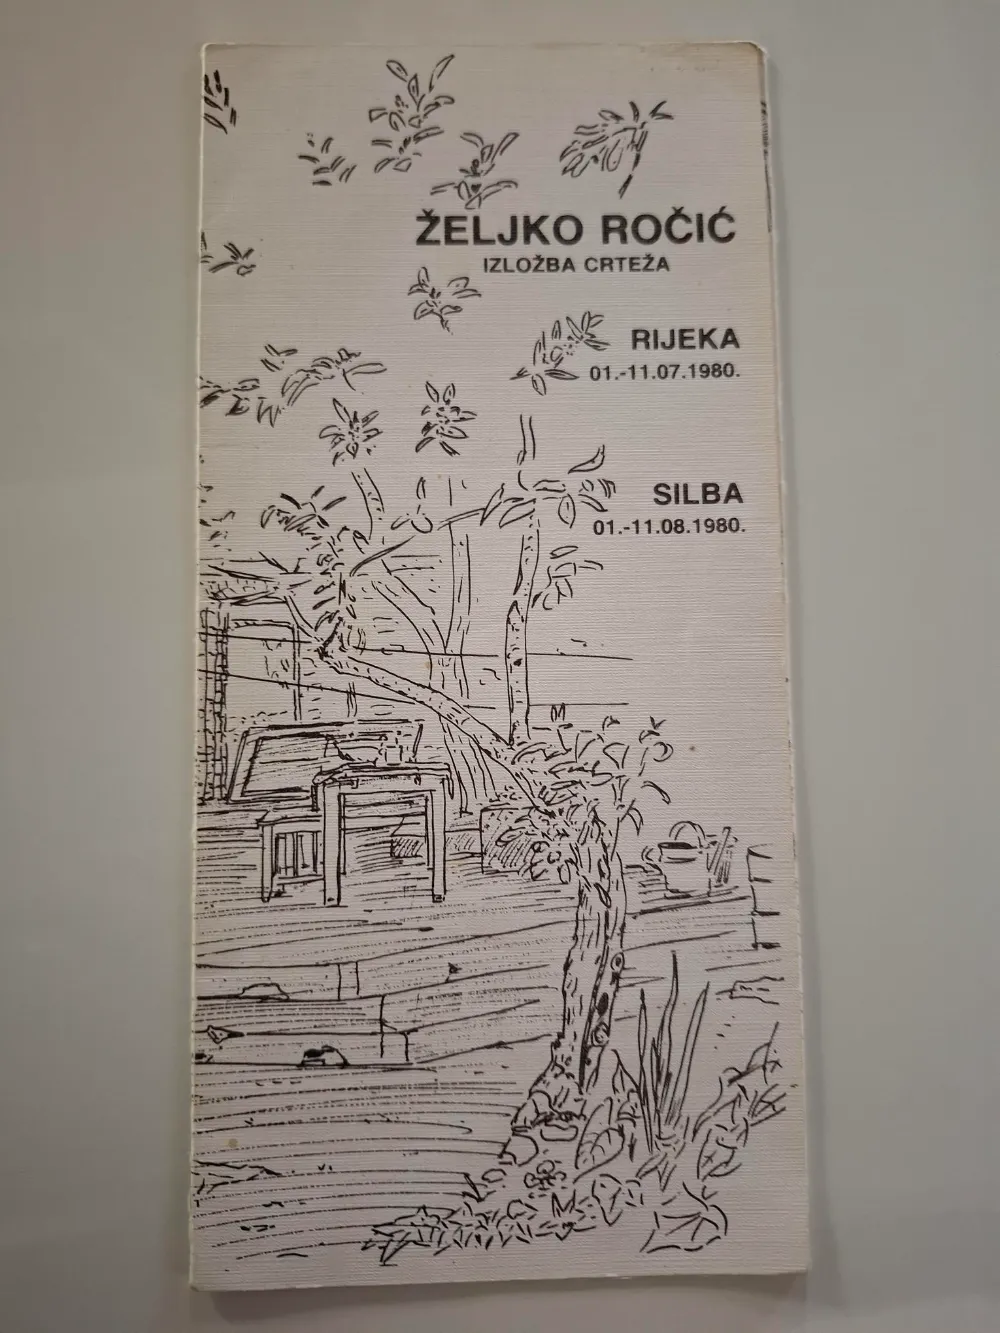 ŽELJKO ROČIĆ
IZLOŽBA CRTEŽA
RIJEKA
01.-11.07.1980.
SILBA
01.-11.08.1980.